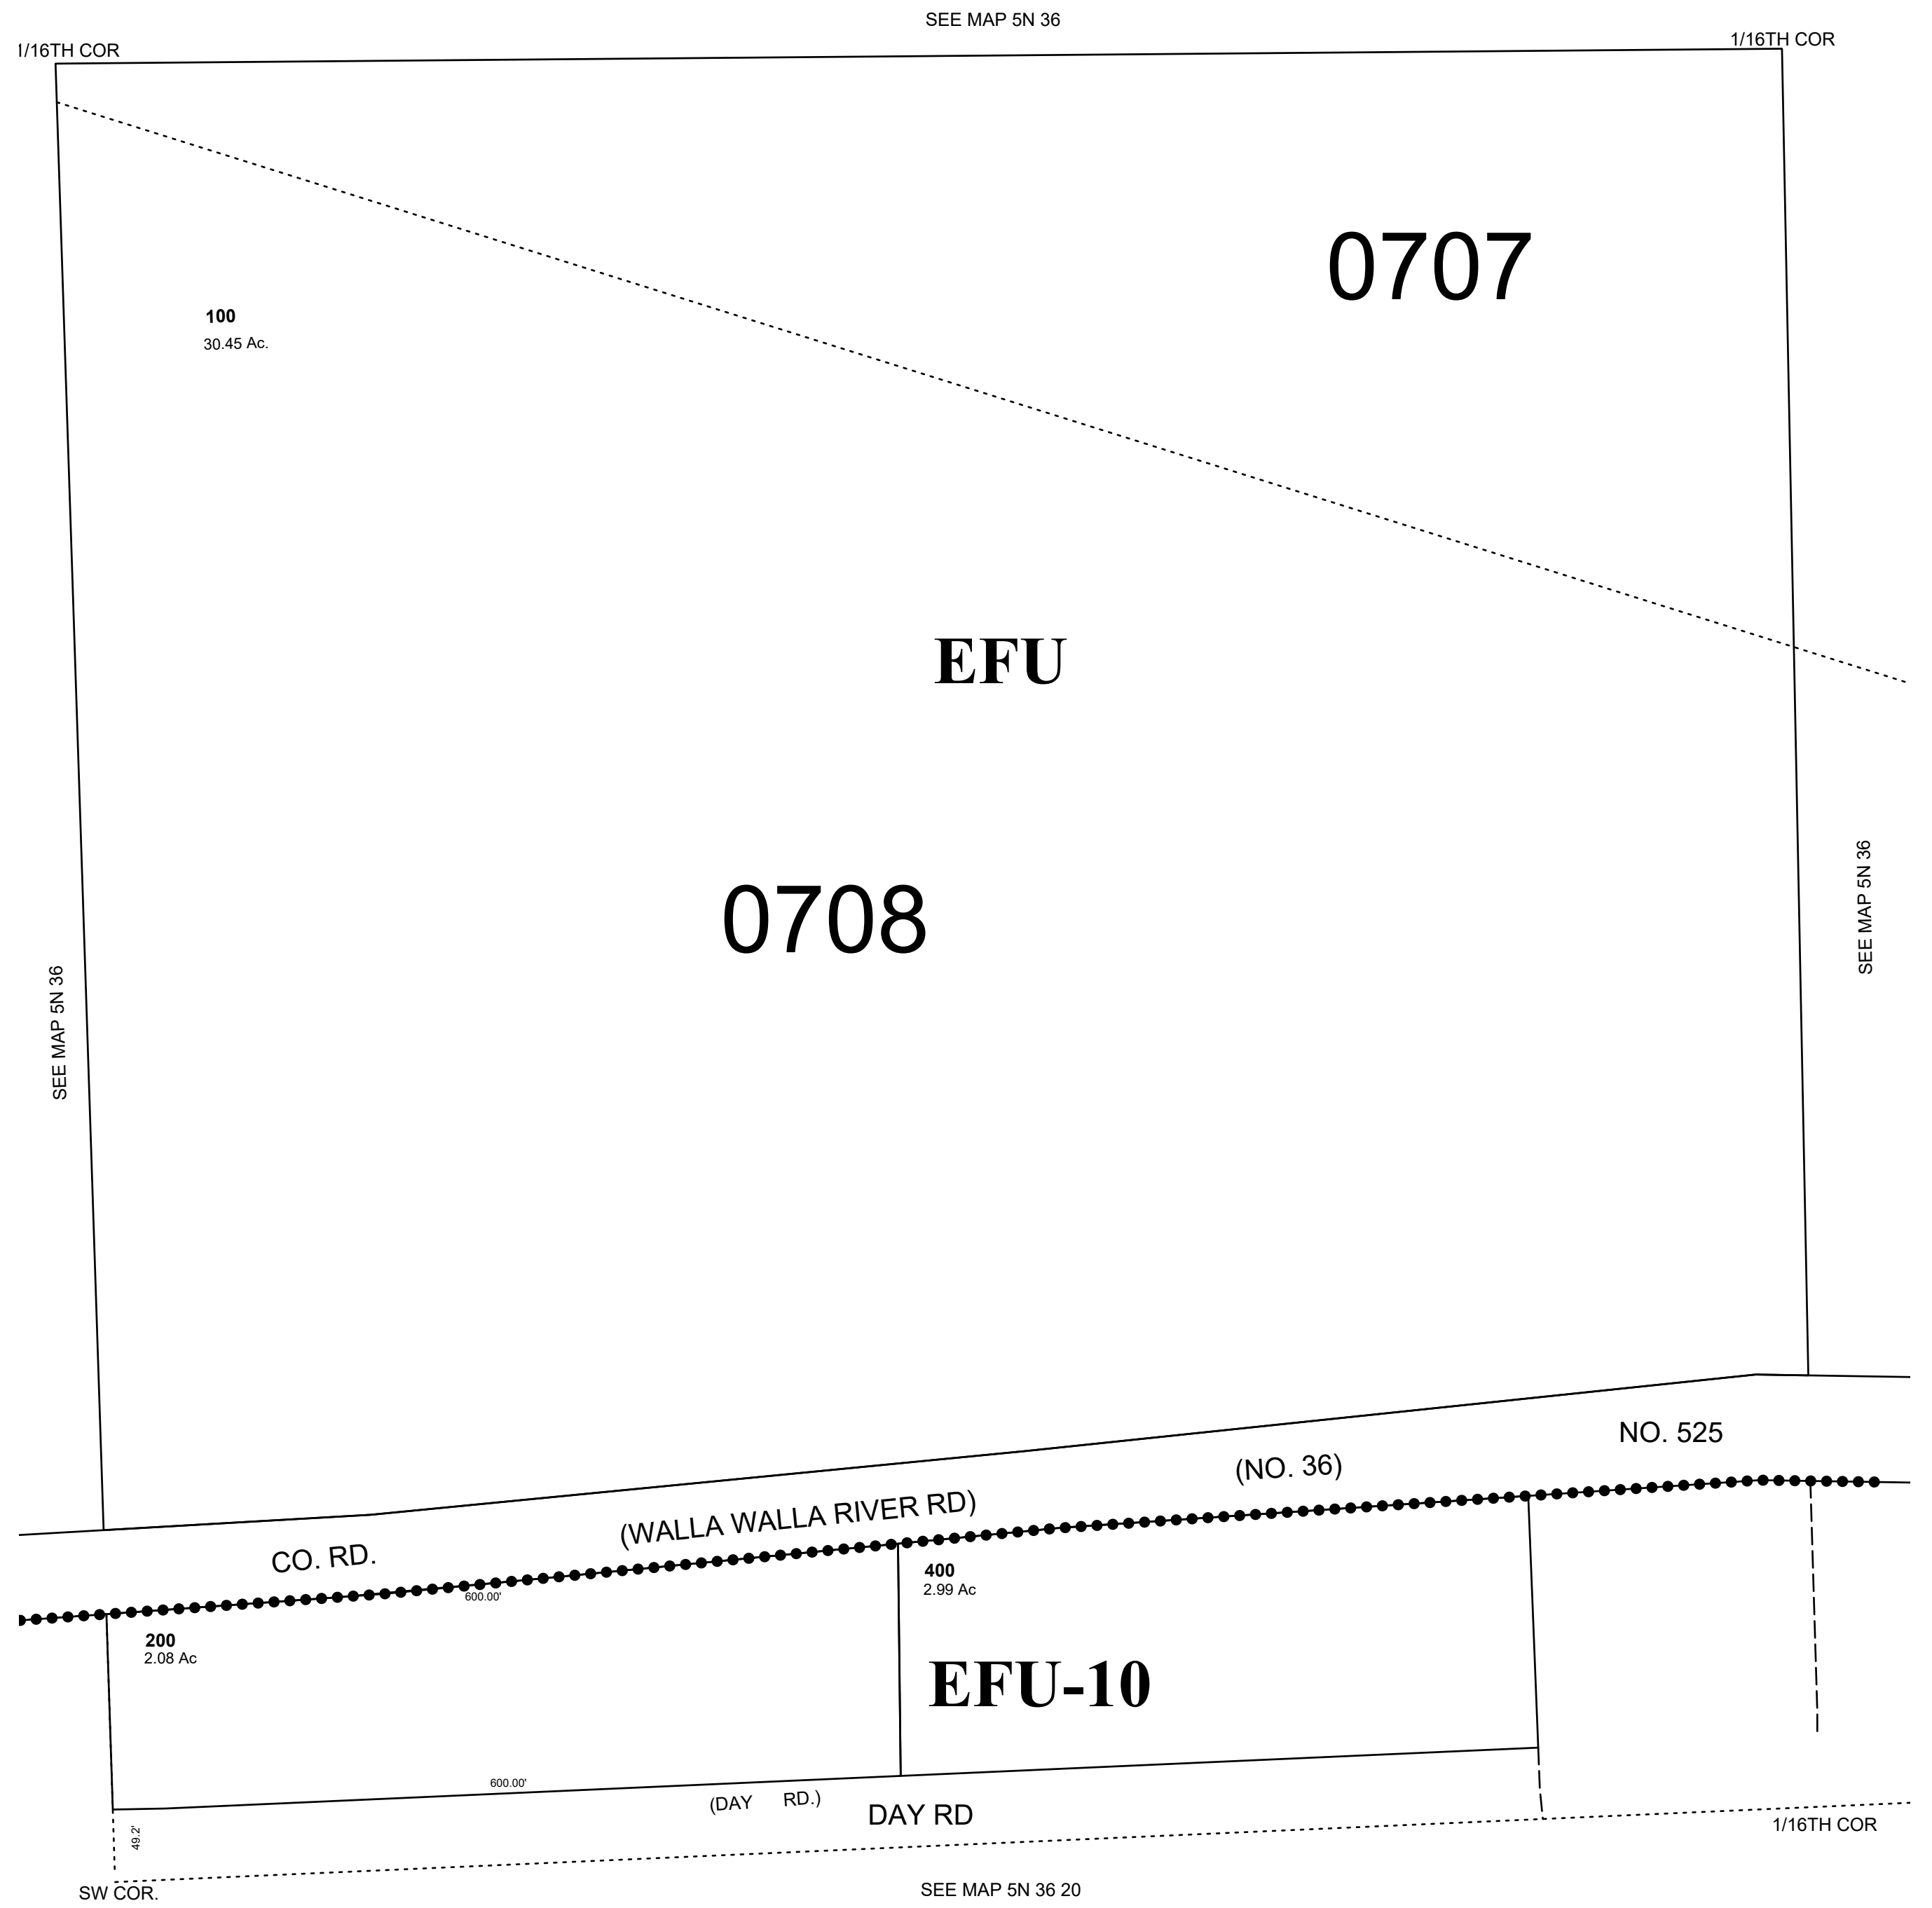 SEE MAP 5N 36
1/16TH COR
1/16TH COR
0707
100
30.45 Ac.
EFU
0708
SEE MAP 5N 36
SEE MAP 5N 36
NO. 525
(NO. 36)
(WALLA WALLA RIVER RD)
CO. RD.
600.00'
400
2.99 Ac
200
2.08 Ac
EFU-10
600.00'
(DAY RD.)
DAY RD
49.2'
1/16TH COR
SW COR.
SEE MAP 5N 36 20